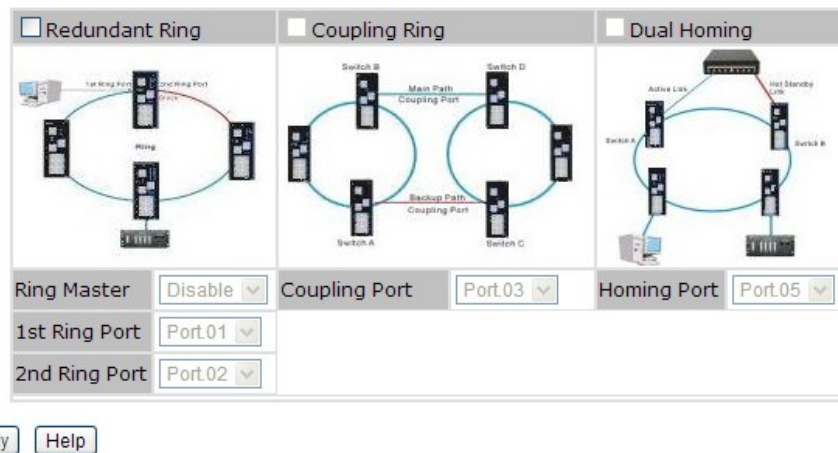 Redundant Ring
Coupling Ring
Dual Homing
1st Ring Port
2nd Ring Port
Block
Ring
Switch B
Switch D
Main Path
Coupling Port
Backup Path
Coupling Port
Switch A
Switch C
Active Link
Hot Standby
Link
Switch A
Switch B
Ring Master
Disable
Coupling Port
Port.03
Homing Port
Port.05
1st Ring Port
Port.01
2nd Ring Port
Port.02
Help